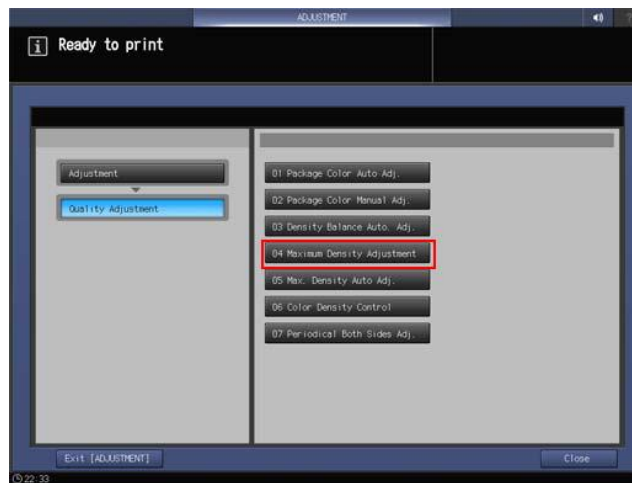 ADJUSTMENT
i Ready to print
Adjustment
Quality Adjustment
01 Package Color Auto Adj.
02 Package Color Manual Adj.
03 Density Balance Auto. Adj.
04 Maximum Density Adjustment
05 Max. Density Auto Adj.
06 Color Density Control
07 Periodical Both Sides Adj.
Exit [ADJUSTMENT]
Close
22:33